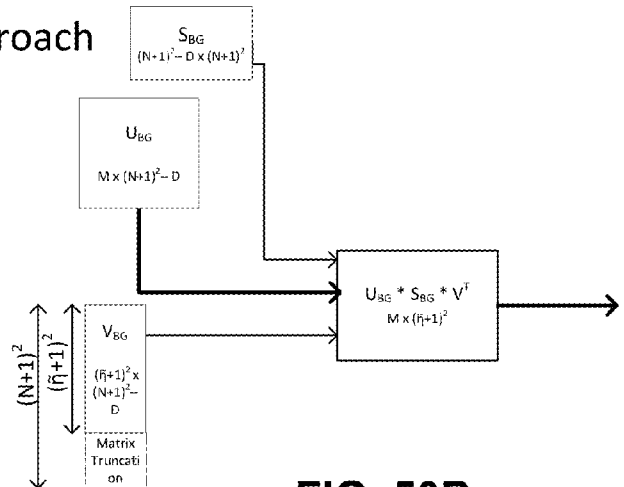 roach
S_BG
(N+1)²– D x (N+1)²
U_BG
M x (N+1)²– D
U_BG * S_BG * V^T
M x (η̃+1)²
V_BG
(η̃+1)² x
(N+1)²–
D
(N+1)²
(η̃+1)²
Matrix
Truncati
on